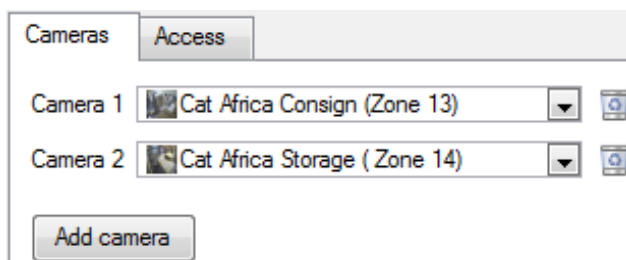 Cameras Access
Camera 1 Cat Africa Consign (Zone 13)
Camera 2 Cat Africa Storage ( Zone 14)
Add camera